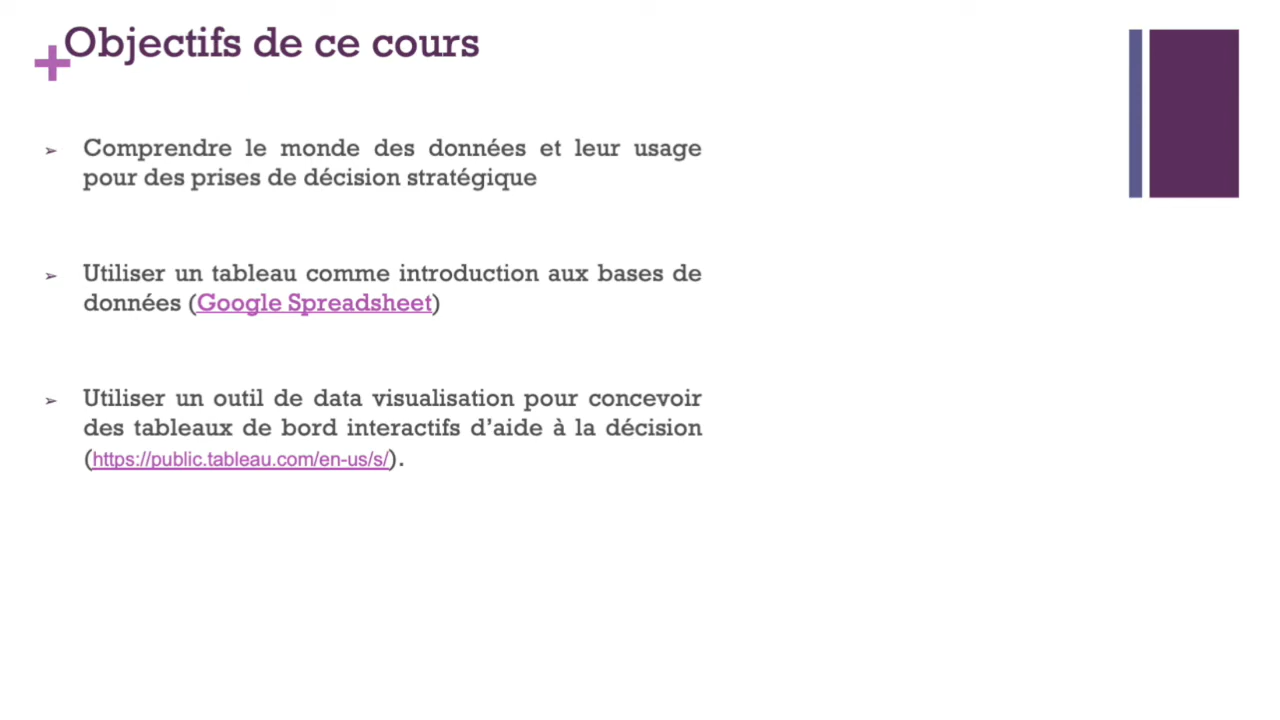 Objectifs de ce cours
➢ Comprendre le monde des données et leur usage
pour des prises de décision stratégique
➢ Utiliser un tableau comme introduction aux bases de
données (Google Spreadsheet)
➢ Utiliser un outil de data visualisation pour concevoir
des tableaux de bord interactifs d’aide à la décision
(https://public.tableau.com/en-us/s/).